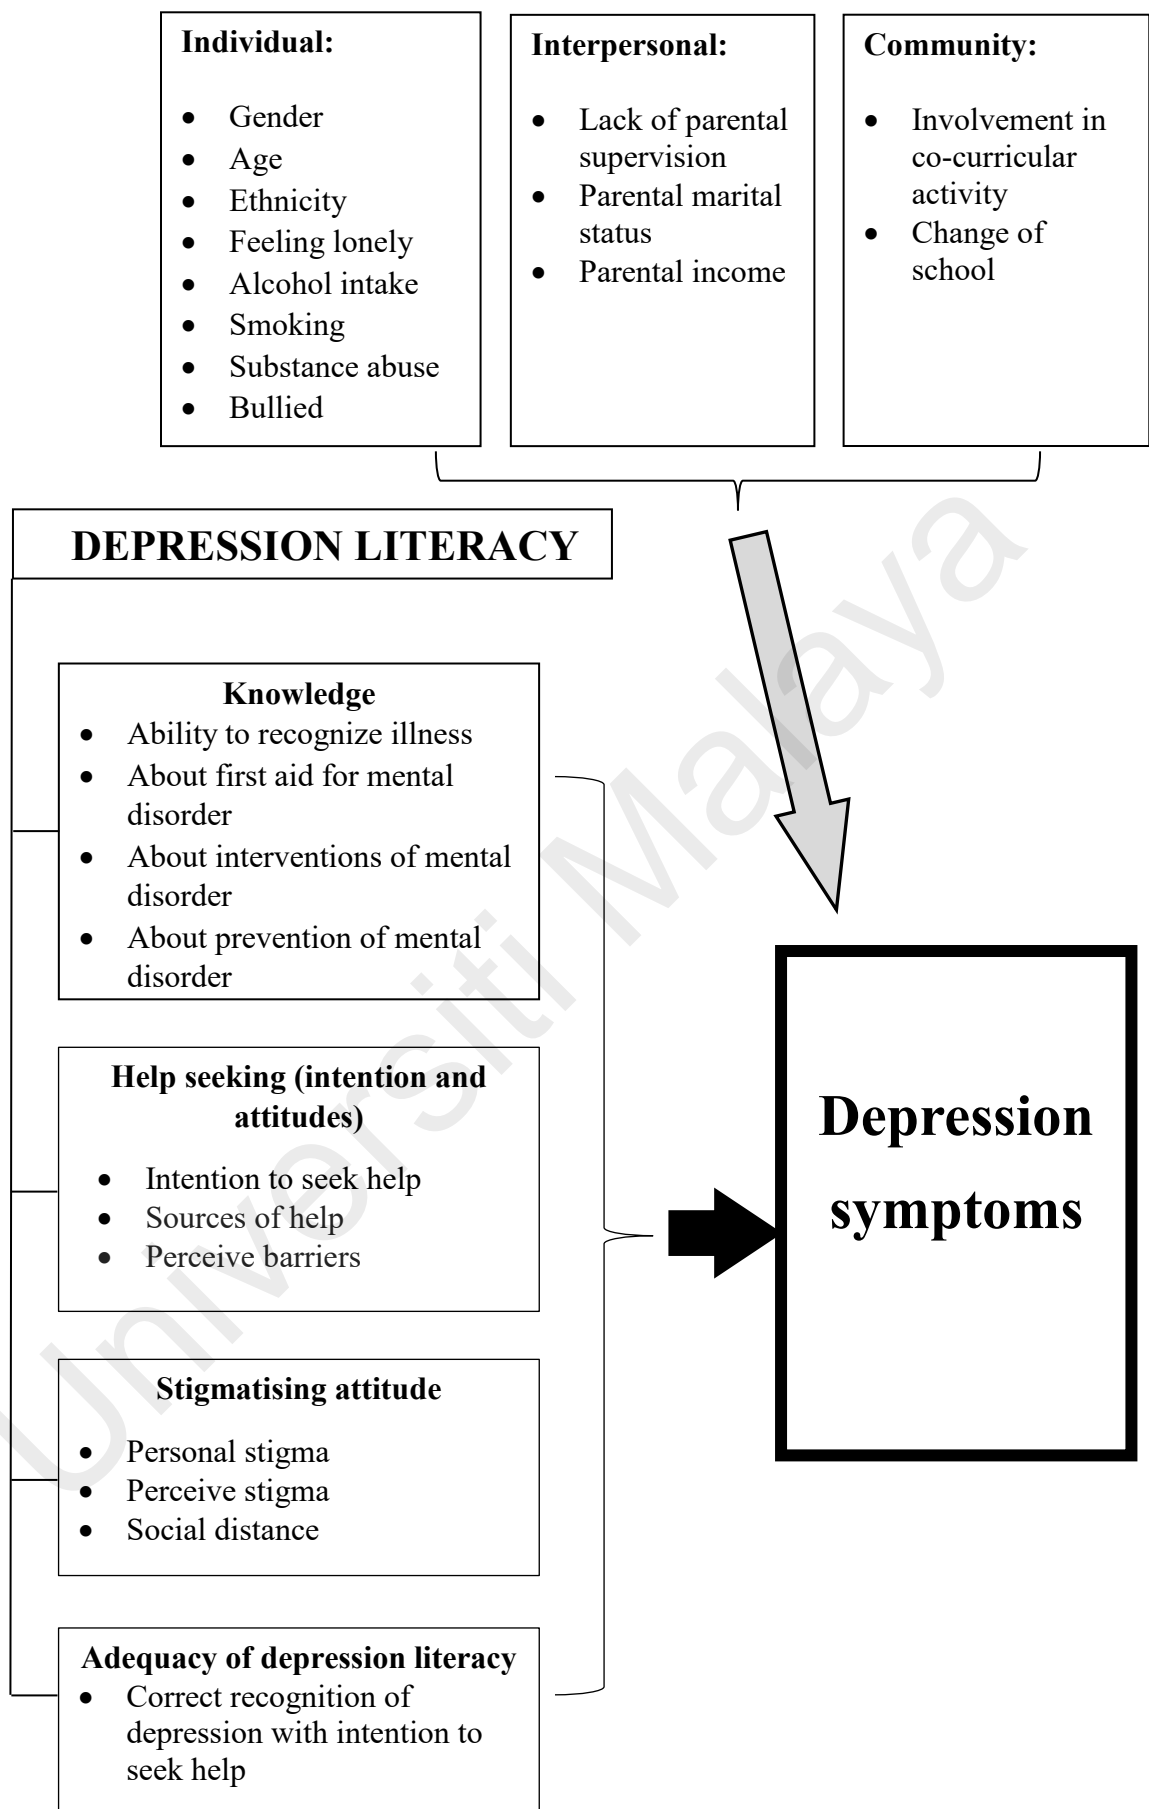 Individual:
• Gender
• Age
• Ethnicity
• Feeling lonely
• Alcohol intake
• Smoking
• Substance abuse
• Bullied
Interpersonal:
• Lack of parental
supervision
• Parental marital
status
• Parental income
Community:
• Involvement in
co-curricular
activity
• Change of
school
DEPRESSION LITERACY
Knowledge
• Ability to recognize illness
• About first aid for mental
disorder
• About interventions of mental
disorder
• About prevention of mental
disorder
Help seeking (intention and
attitudes)
• Intention to seek help
• Sources of help
• Perceive barriers
Stigmatising attitude
• Personal stigma
• Perceive stigma
• Social distance
Adequacy of depression literacy
• Correct recognition of
depression with intention to
seek help
Depression
symptoms
Universiti Malaya